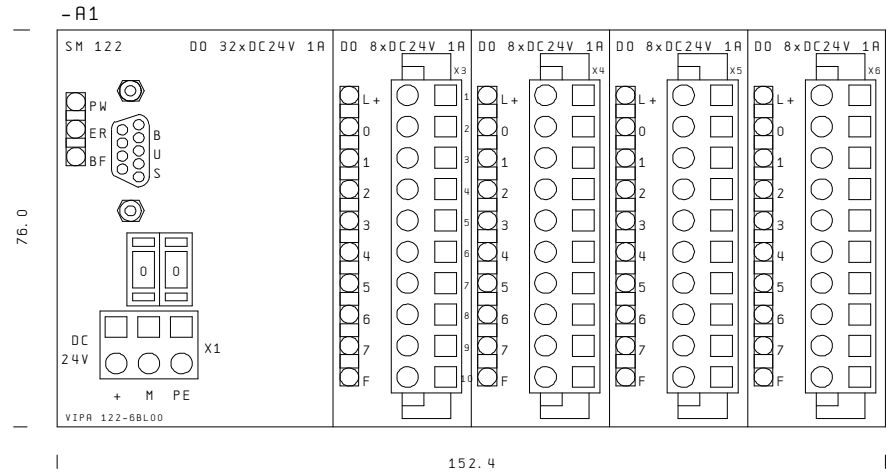 -A1
SM 122 DO 32xDC24V 1A DO 8xDC24V 1A DO 8xDC24V 1A DO 8xDC24V 1A DO 8xDC24V 1A
X3 X4 X5 X6
PW
ER
BF
B
U
S
L+ 1 L+ L+ L+
0 2 0 0 0
1 3 1 1 1
2 4 2 2 2
3 5 3 3 3
4 6 4 4 4
5 7 5 5 5
6 8 6 6 6
7 9 7 7 7
F 10 F F F
76.0
0 0
DC
24V
X1
+ M PE
VIPA 122-6BL00
152.4